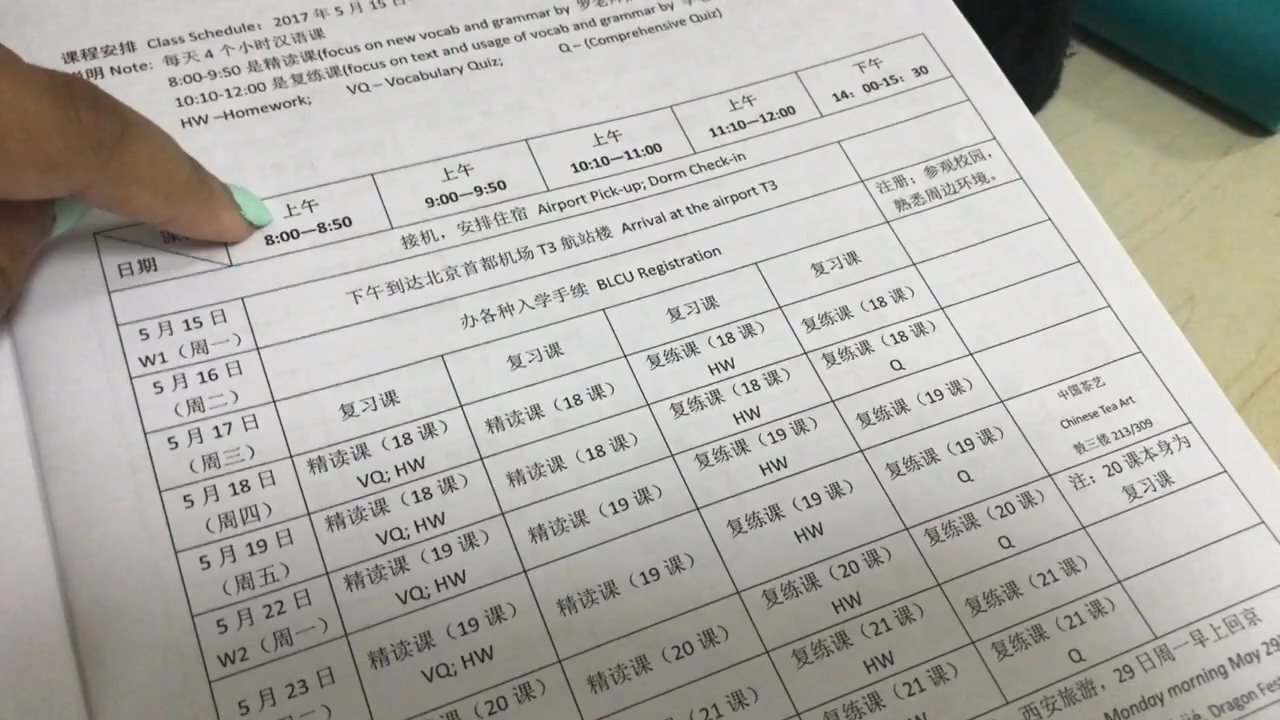 课程安排 Class Schedule：2017 年 5 月 15 日
明 Note: 每天 4 个小时汉语课
8:00-9:50 是精读课(focus on new vocab and grammar by 罗老师
10:10-12:00 是复练课(focus on text and usage of vocab and grammar by
HW –Homework; VQ – Vocabulary Quiz; Q – (Comprehensive Quiz)
日期
上午
8:00—8:50
上午
9:00—9:50
上午
10:10—11:00
上午
11:10—12:00
下午
14：00-15：30
接机，安排住宿 Airport Pick-up; Dorm Check-in
5 月 15 日
W1（周一）
下午到达北京首都机场 T3 航站楼 Arrival at the airport T3
5 月 16 日
（周二）
办各种入学手续 BLCU Registration
注册；参观校园，
熟悉周边环境。
5 月 17 日
（周三）
复习课
复习课
复习课
复习课
5 月 18 日
（周四）
精读课（18 课）
VQ; HW
精读课（18 课）
复练课（18 课）
HW
复练课（18 课）
5 月 19 日
（周五）
精读课（18 课）
VQ; HW
精读课（18 课）
复练课（18 课）
HW
复练课（18 课）
Q
5 月 22 日
W2（周一）
精读课（19 课）
VQ; HW
精读课（19 课）
复练课（19 课）
HW
复练课（19 课）
5 月 23 日
精读课（19 课）
VQ; HW
精读课（19 课）
复练课（19 课）
HW
复练课（19 课）
Q
中国茶艺
Chinese Tea Art
教三楼 213/309
（20 课）
精读课（20 课）
复练课（20 课）
HW
复练课（20 课）
Q
注：20 课本身为
复习课
（21 课）
复练课（21 课）
HW
复练课（21 课）
复练课（21 课）
HW
复练课（21 课）
Q
西安旅游，29 日周一早上回京
Monday morning May 29
Dragon Fest